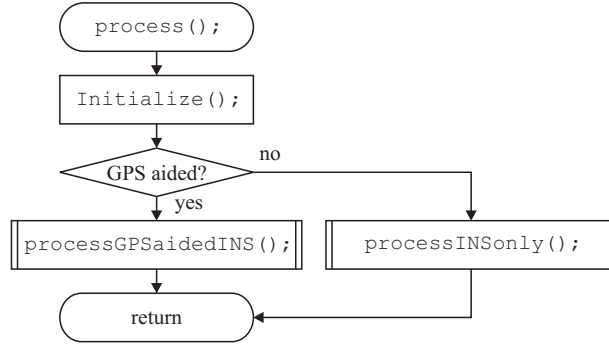 process();
Initialize();
GPS aided?
no
yes
processGPSaidedINS();
processINSonly();
return